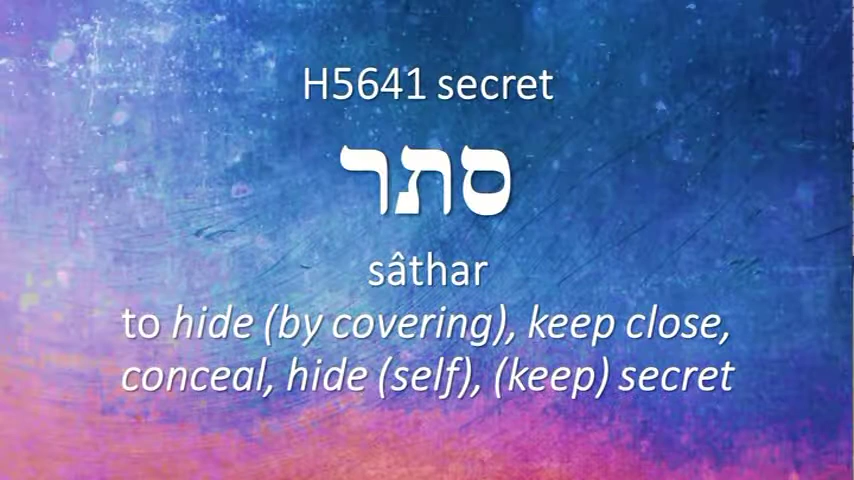 H5641 secret
סתר
sâthar
to hide (by covering), keep close,
conceal, hide (self), (keep) secret